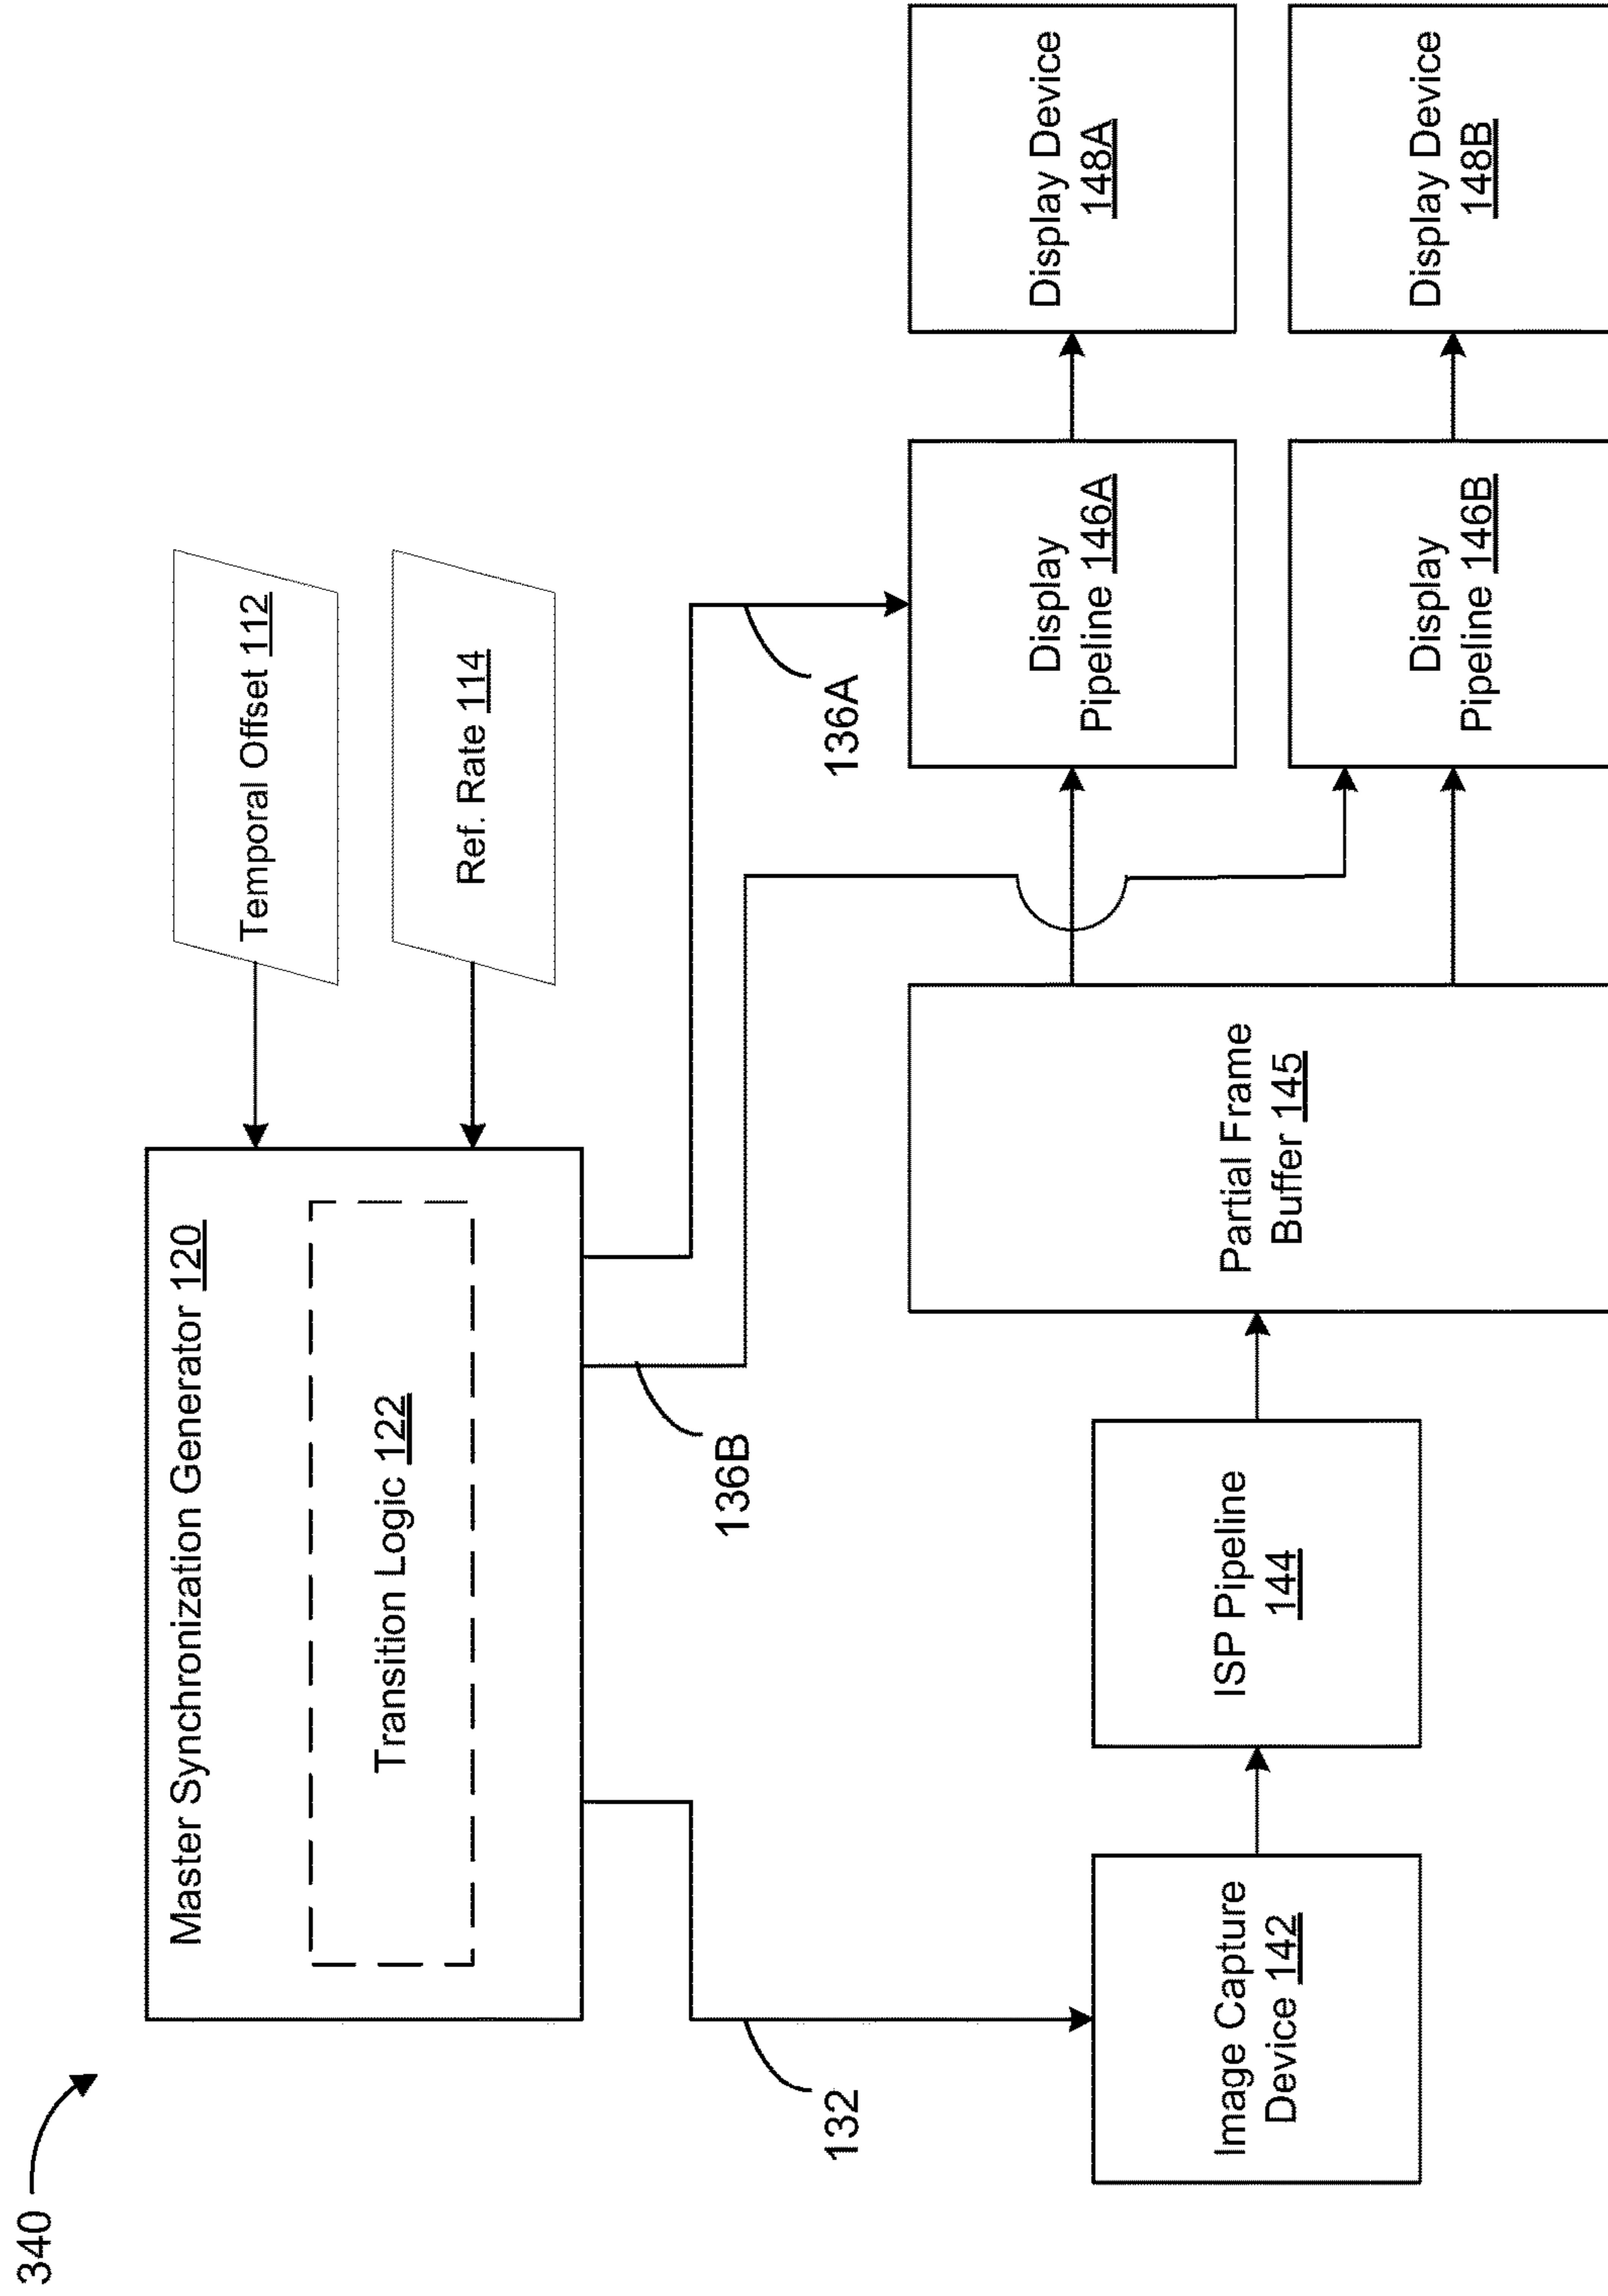 340
Master Synchronization Generator 120
Transition Logic 122
Temporal Offset 112
Ref. Rate 114
132
136B
136A
Image Capture
Device 142
ISP Pipeline
144
Partial Frame
Buffer 145
Display
Pipeline 146A
Display Device
148A
Display
Pipeline 146B
Display Device
148B